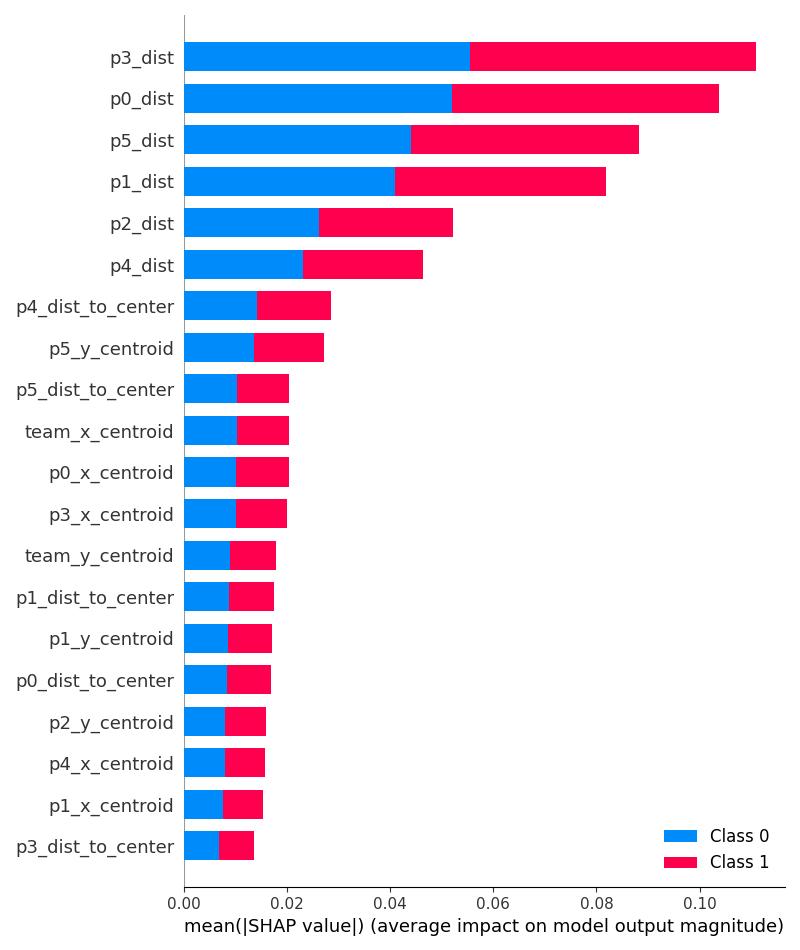 p3_dist
p0_dist
p5_dist
p1_dist
p2_dist
p4_dist
p4_dist_to_center
p5_y_centroid
p5_dist_to_center
team_x_centroid
p0_x_centroid
p3_x_centroid
team_y_centroid
p1_dist_to_center
p1_y_centroid
p0_dist_to_center
p2_y_centroid
p4_x_centroid
p1_x_centroid
p3_dist_to_center
Class 0
Class 1
0.00 0.02 0.04 0.06 0.08 0.10
mean(|SHAP value|) (average impact on model output magnitude)